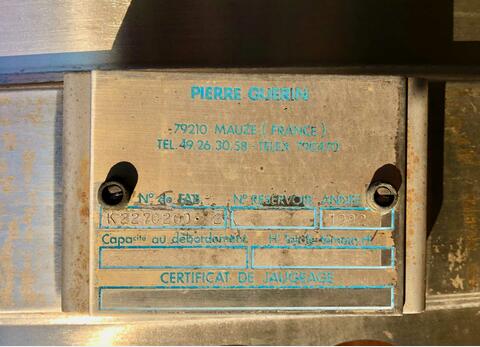 PIERRE GUERIN
79210 MAUZE (FRANCE)
TEL.49.26.30.58 - TELEX 790470
N° de FAB. N° RESERVOIR ANNEE
Capacité au débordement H.
CERTIFICAT DE JAUGEAGE